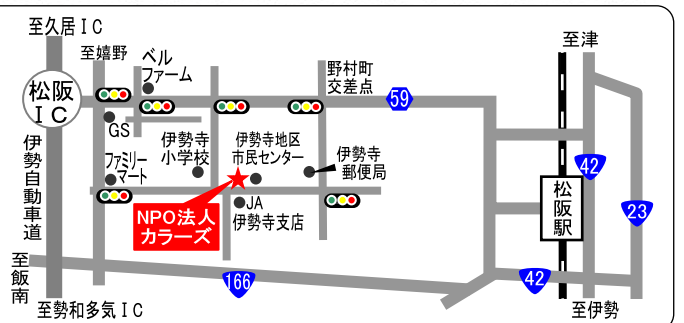 至久居IC
至嬉野
ベル
ファーム
野村町
交差点
至津
松阪
IC
59
GS
伊勢寺
小学校
伊勢寺地区
市民センター
伊勢寺
郵便局
ファミリー
マート
伊勢自動車道
42
松阪駅
23
NPO法人
カラーズ
JA
伊勢寺支店
至飯南
166
42
至勢和多気IC
至伊勢